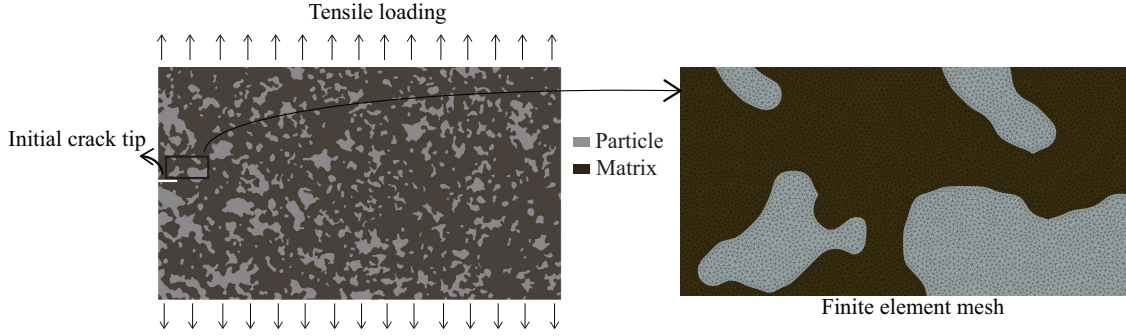 Tensile loading
Initial crack tip
Particle
Matrix
Finite element mesh